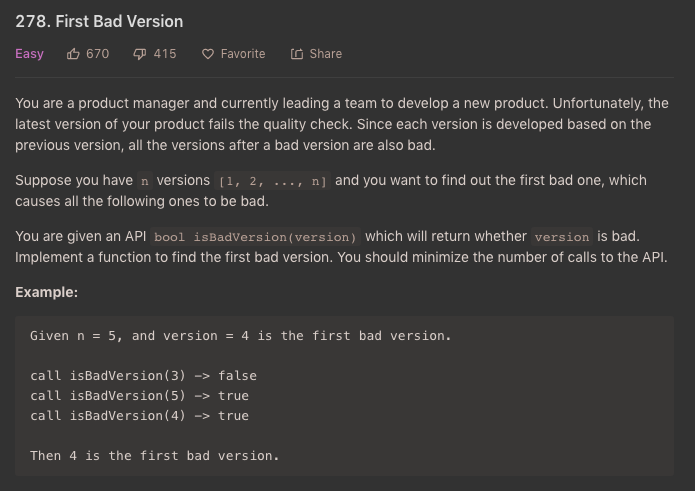 278. First Bad Version
Easy 670 415 Favorite Share
You are a product manager and currently leading a team to develop a new product. Unfortunately, the
latest version of your product fails the quality check. Since each version is developed based on the
previous version, all the versions after a bad version are also bad.
Suppose you have n versions [1, 2, ..., n] and you want to find out the first bad one, which
causes all the following ones to be bad.
You are given an API bool isBadVersion(version) which will return whether version is bad.
Implement a function to find the first bad version. You should minimize the number of calls to the API.
Example:
Given n = 5, and version = 4 is the first bad version.
call isBadVersion(3) -> false
call isBadVersion(5) -> true
call isBadVersion(4) -> true
Then 4 is the first bad version.